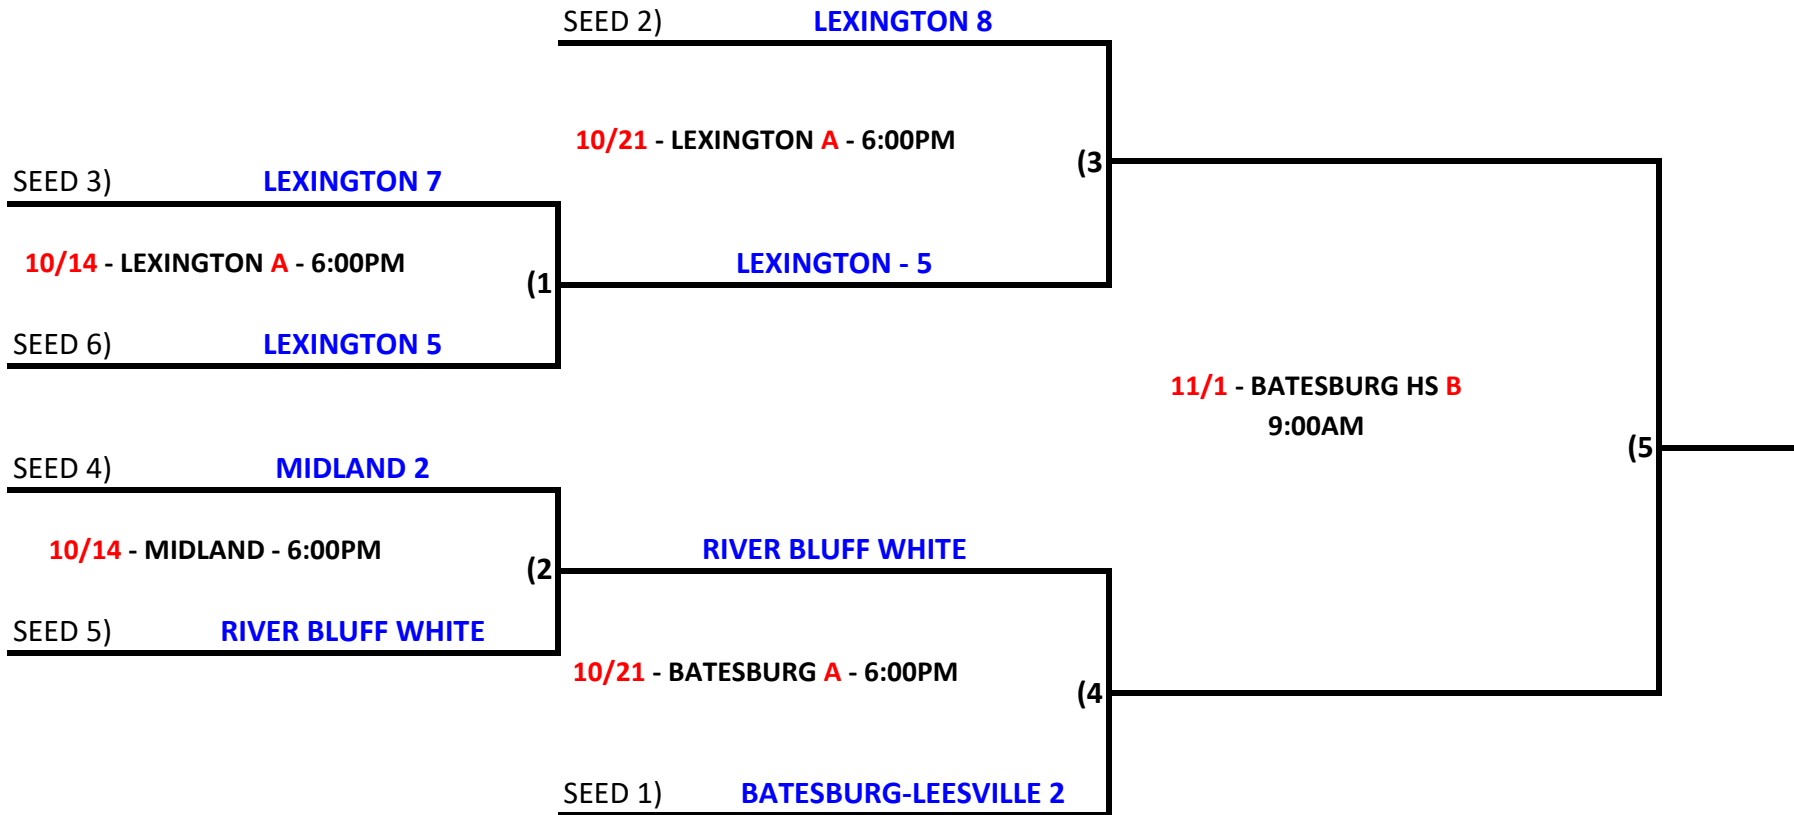 SEED 2) LEXINGTON 8
10/21 - LEXINGTON A - 6:00PM
(3
SEED 3) LEXINGTON 7
10/14 - LEXINGTON A - 6:00PM
(1
LEXINGTON - 5
SEED 6) LEXINGTON 5
11/1 - BATESBURG HS B
9:00AM
(5
SEED 4) MIDLAND 2
10/14 - MIDLAND - 6:00PM
(2
RIVER BLUFF WHITE
SEED 5) RIVER BLUFF WHITE
10/21 - BATESBURG A - 6:00PM
(4
SEED 1) BATESBURG-LEESVILLE 2